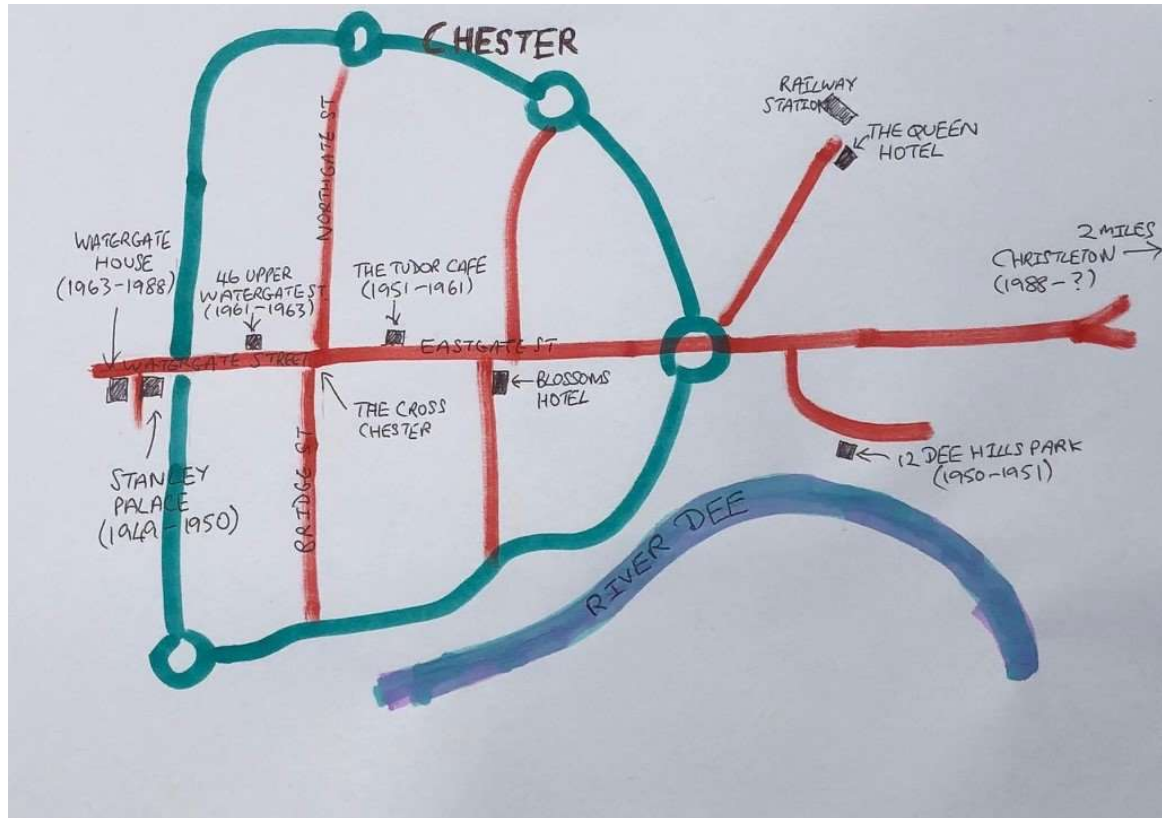 CHESTER
RAILWAY
STATION
THE QUEEN
HOTEL
NORTHGATE ST
2 MILES
CHRISTLETON
(1988-?)
WATERGATE
HOUSE
(1963-1988)
46 UPPER
WATERGATE ST.
(1961-1963)
THE TUDOR CAFE
(1951-1961)
WATERGATE STREET
EASTGATE ST
BLOSSOMS
HOTEL
THE CROSS
CHESTER
BRIDGE ST
STANLEY
PALACE
(1949-1950)
12 DEE HILLS PARK
(1950-1951)
RIVER DEE